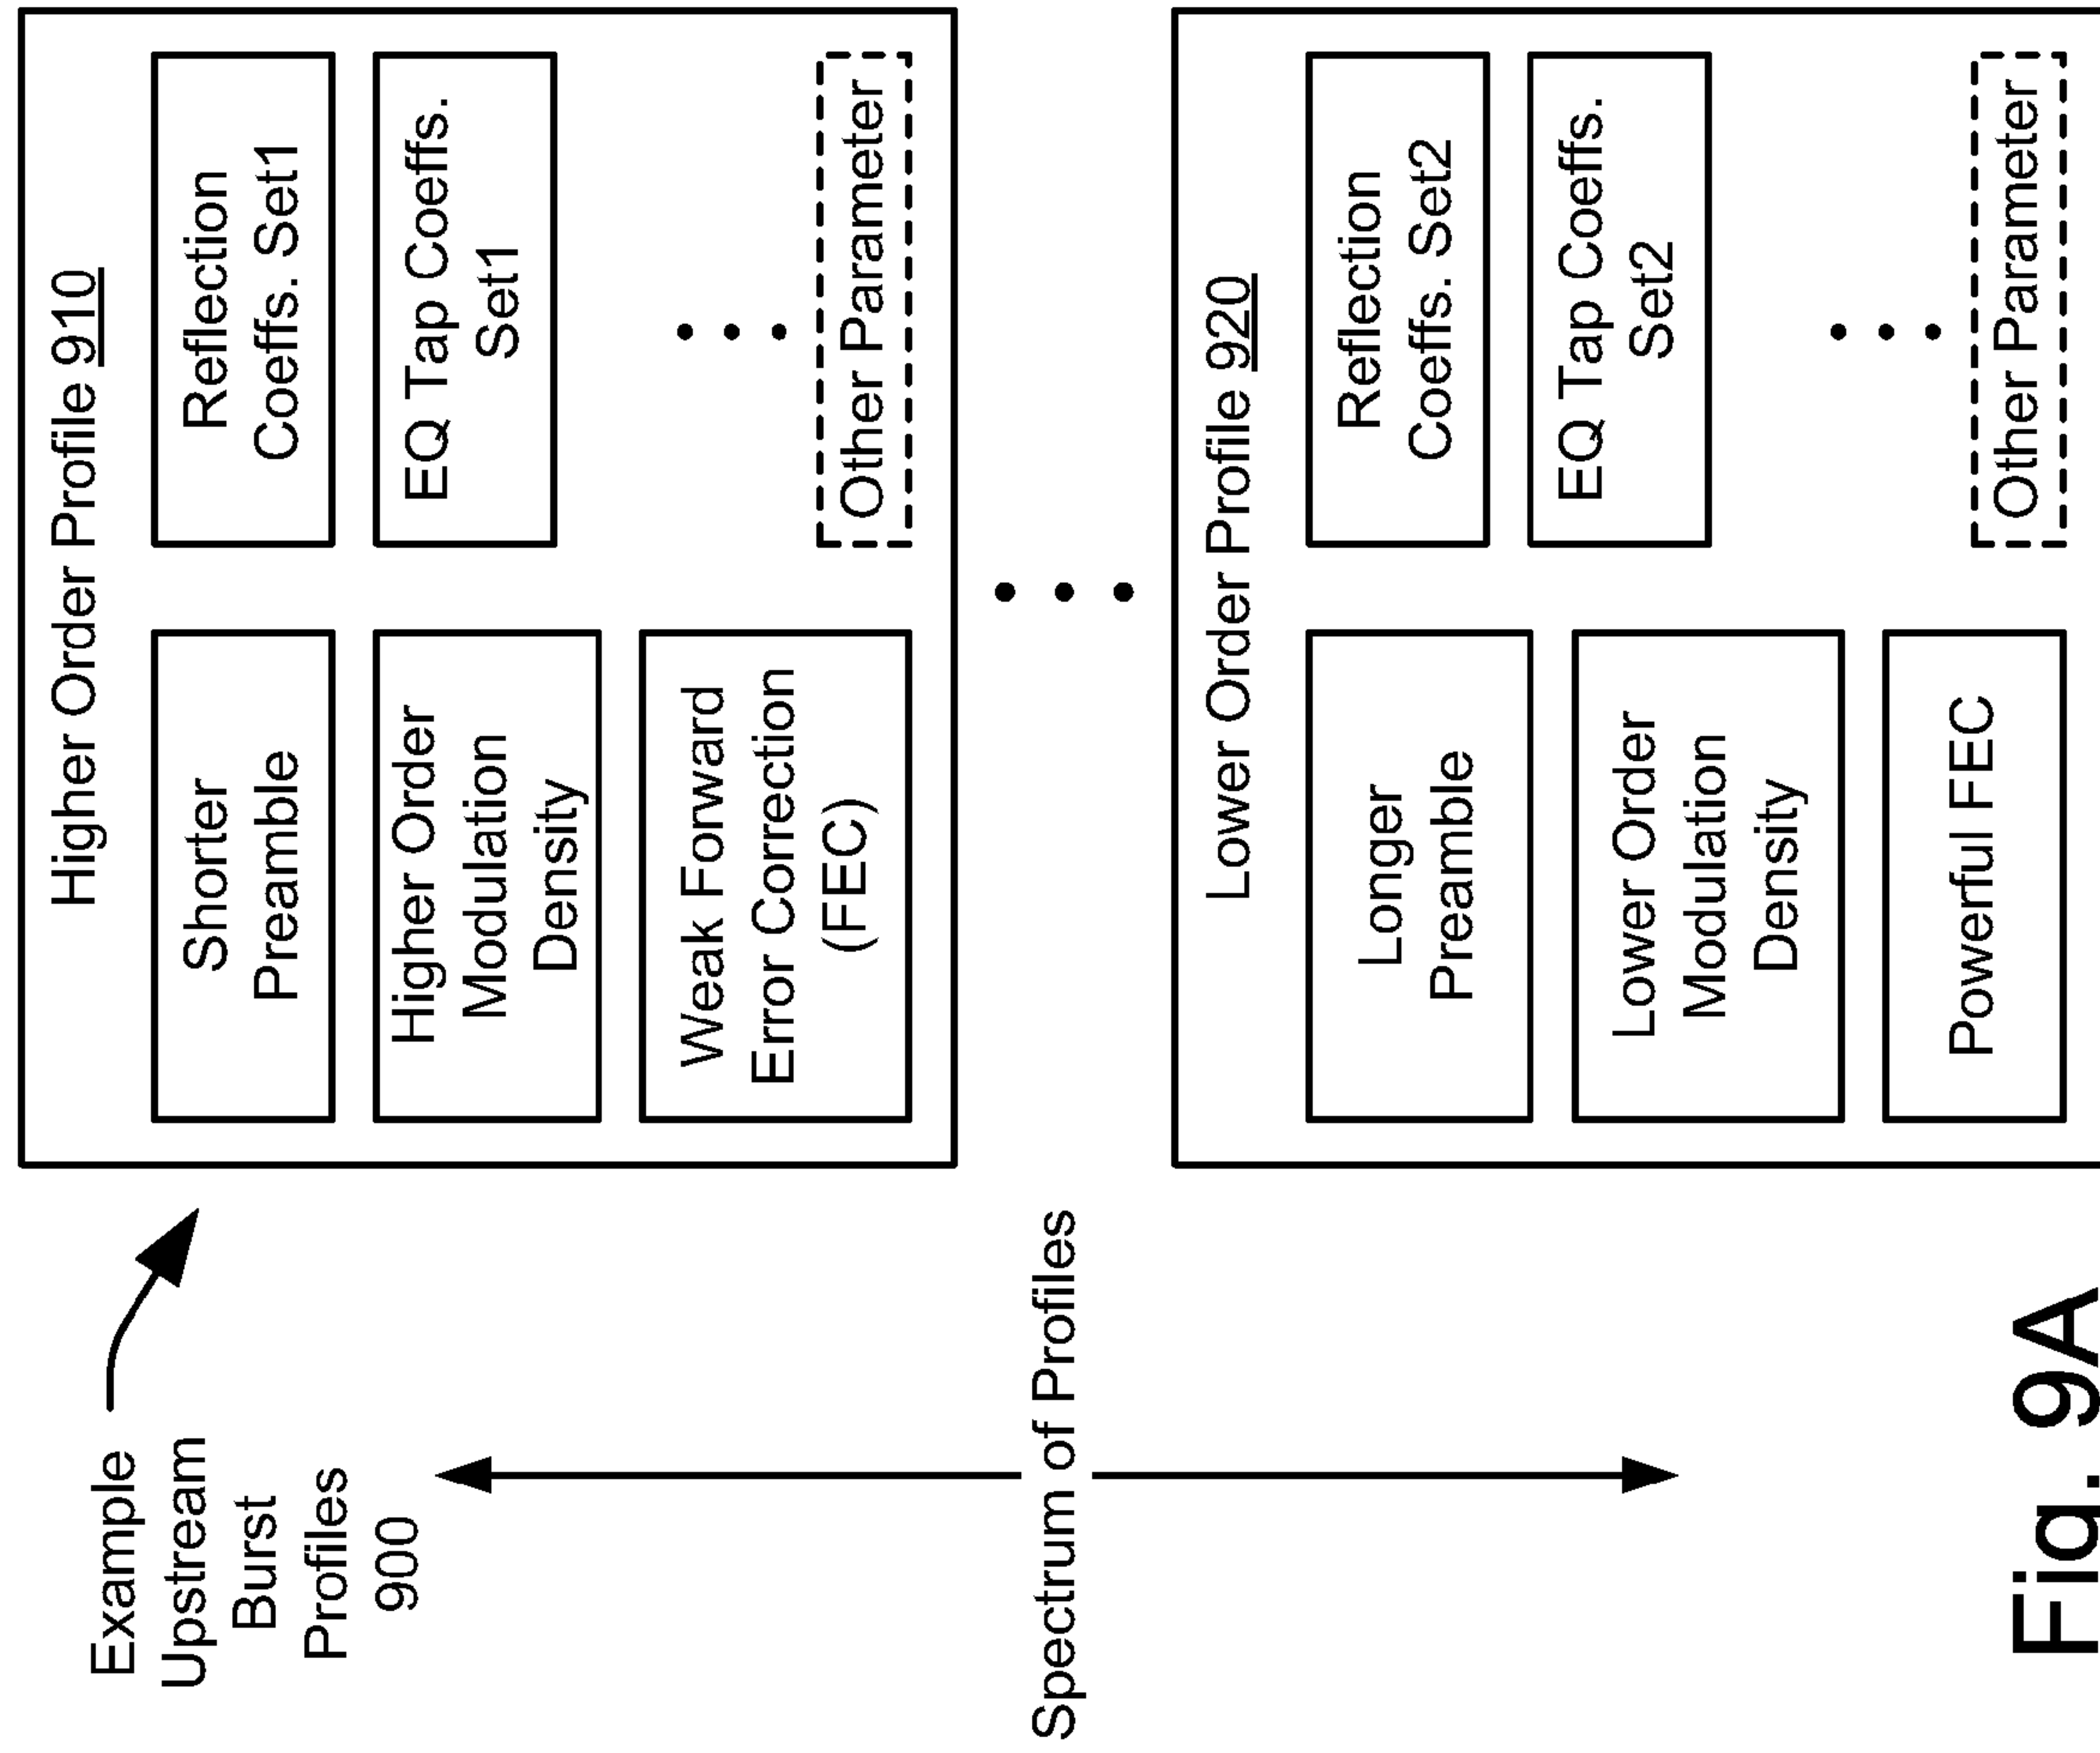 Example
Upstream
Burst
Profiles
900
Higher Order Profile 910
Shorter
Preamble
Higher Order
Modulation
Density
Weak Forward
Error Correction
(FEC)
Reflection
Coeffs. Set1
EQ Tap Coeffs.
Set1
Other Parameter
Spectrum of Profiles
Lower Order Profile 920
Longer
Preamble
Lower Order
Modulation
Density
Powerful FEC
Reflection
Coeffs. Set2
EQ Tap Coeffs.
Set2
Other Parameter
Fig. 9A